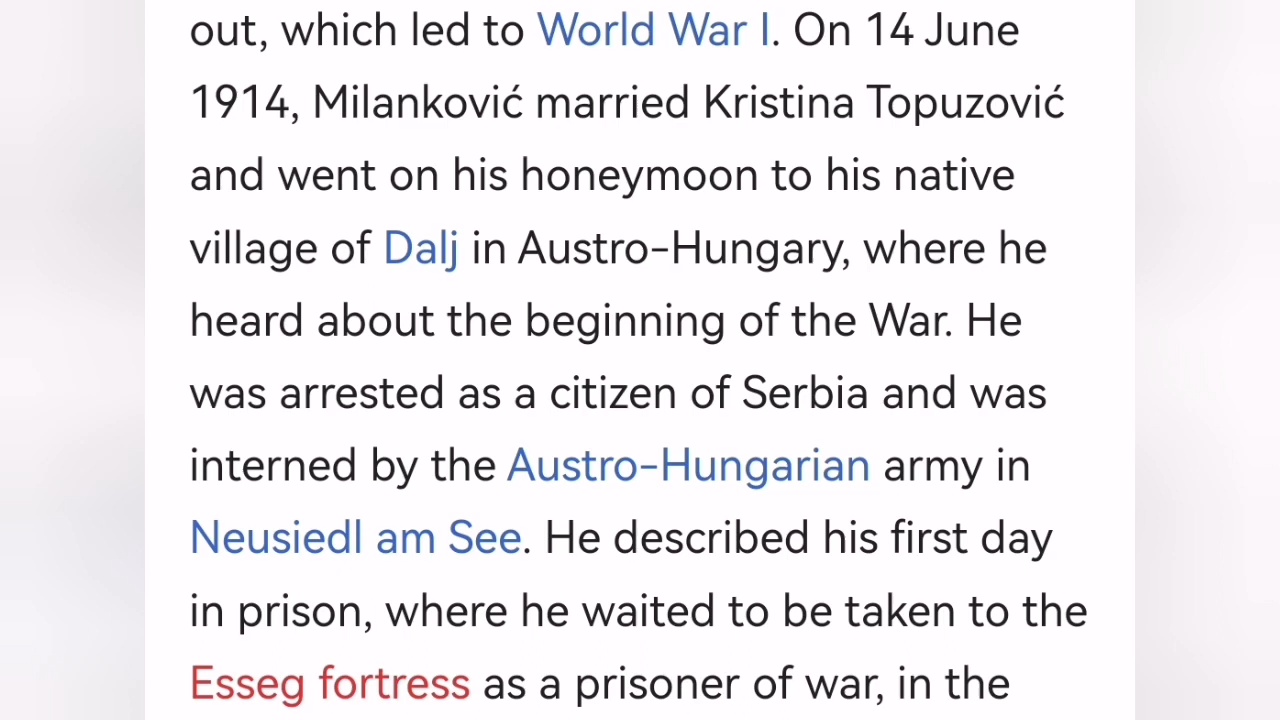 out, which led to World War I. On 14 June
1914, Milanković married Kristina Topuzović
and went on his honeymoon to his native
village of Dalj in Austro-Hungary, where he
heard about the beginning of the War. He
was arrested as a citizen of Serbia and was
interned by the Austro-Hungarian army in
Neusiedl am See. He described his first day
in prison, where he waited to be taken to the
Esseg fortress as a prisoner of war, in the